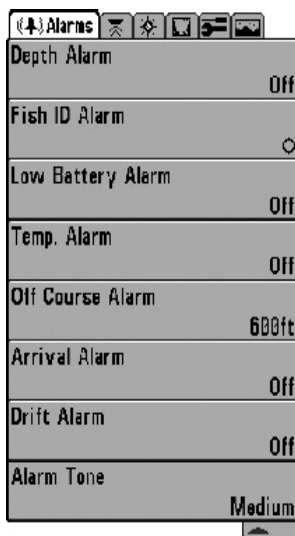 Alarms
Depth Alarm
Off
Fish ID Alarm
Low Battery Alarm
Off
Temp. Alarm
Off
Off Course Alarm
600ft
Arrival Alarm
Off
Drift Alarm
Off
Alarm Tone
Medium